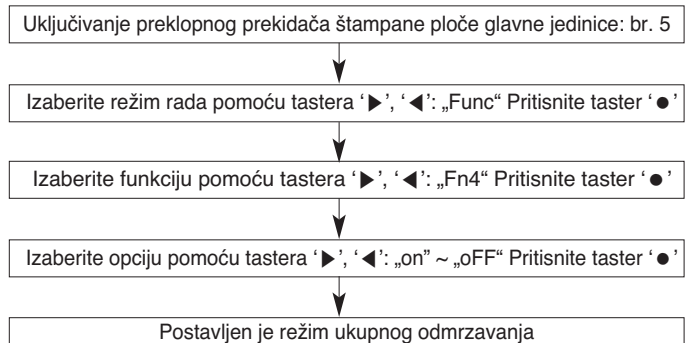 Uključivanje preklopnog prekidača štampane ploče glavne jedinice: br. 5
Izaberite režim rada pomoću tastera ‘▶’, ‘◀’: „Func“ Pritisnite taster ‘●’
Izaberite funkciju pomoću tastera ‘▶’, ‘◀’: „Fn4“ Pritisnite taster ‘●’
Izaberite opciju pomoću tastera ‘▶’, ‘◀’: „on” ~ „oFF“ Pritisnite taster ‘●’
Postavljen je režim ukupnog odmrzavanja